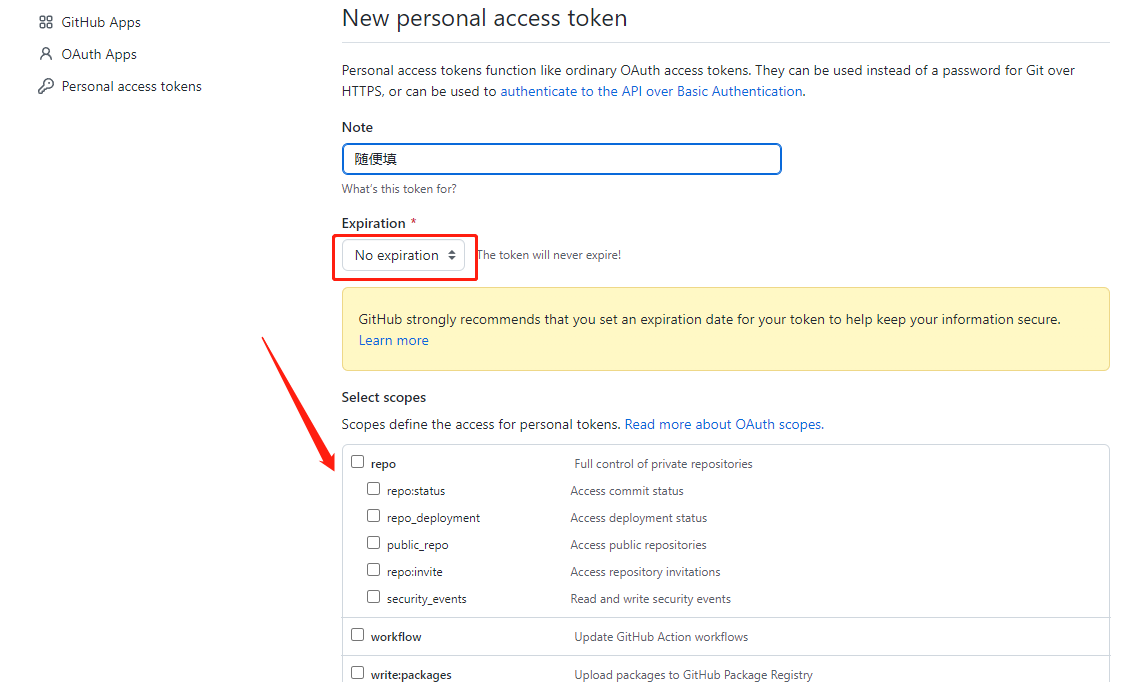 GitHub Apps
OAuth Apps
Personal access tokens
New personal access token
Personal access tokens function like ordinary OAuth access tokens. They can be used instead of a password for Git over
HTTPS, or can be used to authenticate to the API over Basic Authentication.
Note
随便填
What's this token for?
Expiration *
No expiration The token will never expire!
GitHub strongly recommends that you set an expiration date for your token to help keep your information secure.
Learn more
Select scopes
Scopes define the access for personal tokens. Read more about OAuth scopes.
repo Full control of private repositories
repo:status Access commit status
repo_deployment Access deployment status
public_repo Access public repositories
repo:invite Access repository invitations
security_events Read and write security events
workflow Update GitHub Action workflows
write:packages Upload packages to GitHub Package Registry